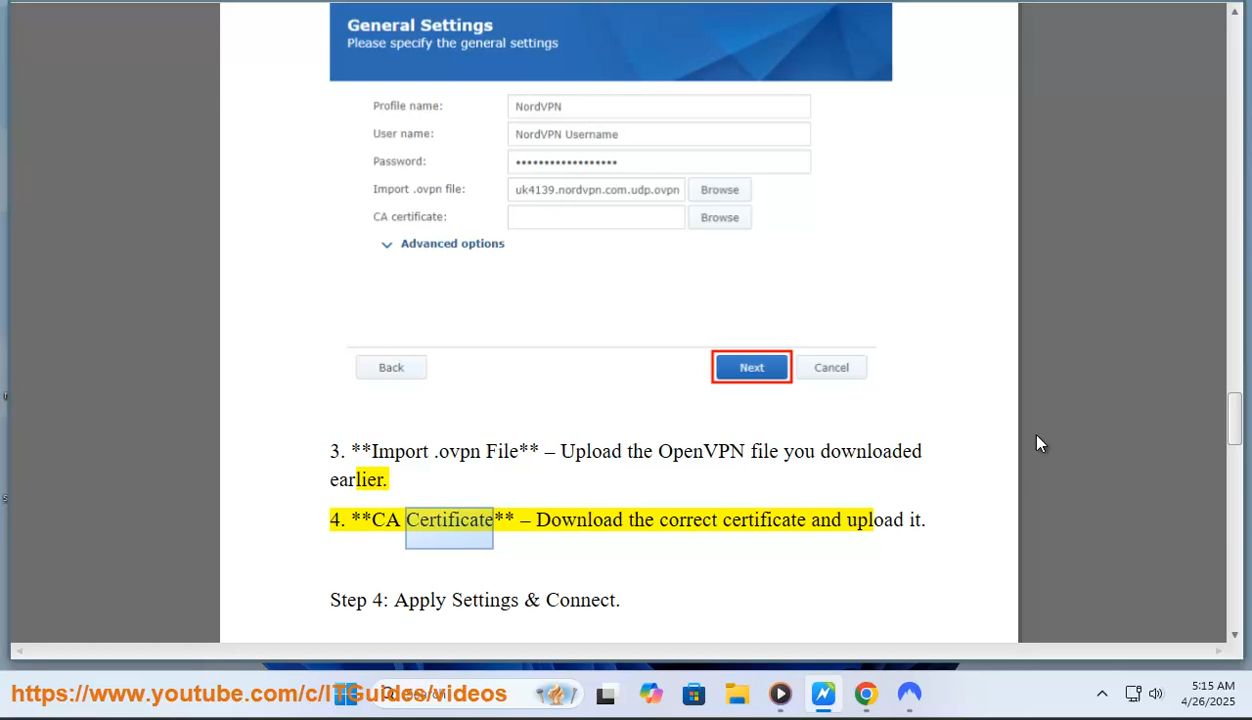 General Settings
Please specify the general settings
Profile name: NordVPN
User name: NordVPN Username
Password: ••••••••••••••••••
Import .ovpn file: uk4139.nordvpn.com.udp.ovpn Browse
CA certificate: Browse
Advanced options
Back Next Cancel
3. **Import .ovpn File** – Upload the OpenVPN file you downloaded
earlier.
4. **CA Certificate** – Download the correct certificate and upload it.
Step 4: Apply Settings & Connect.
https://www.youtube.com/c/ITGuides/videos
5:15 AM
4/26/2025